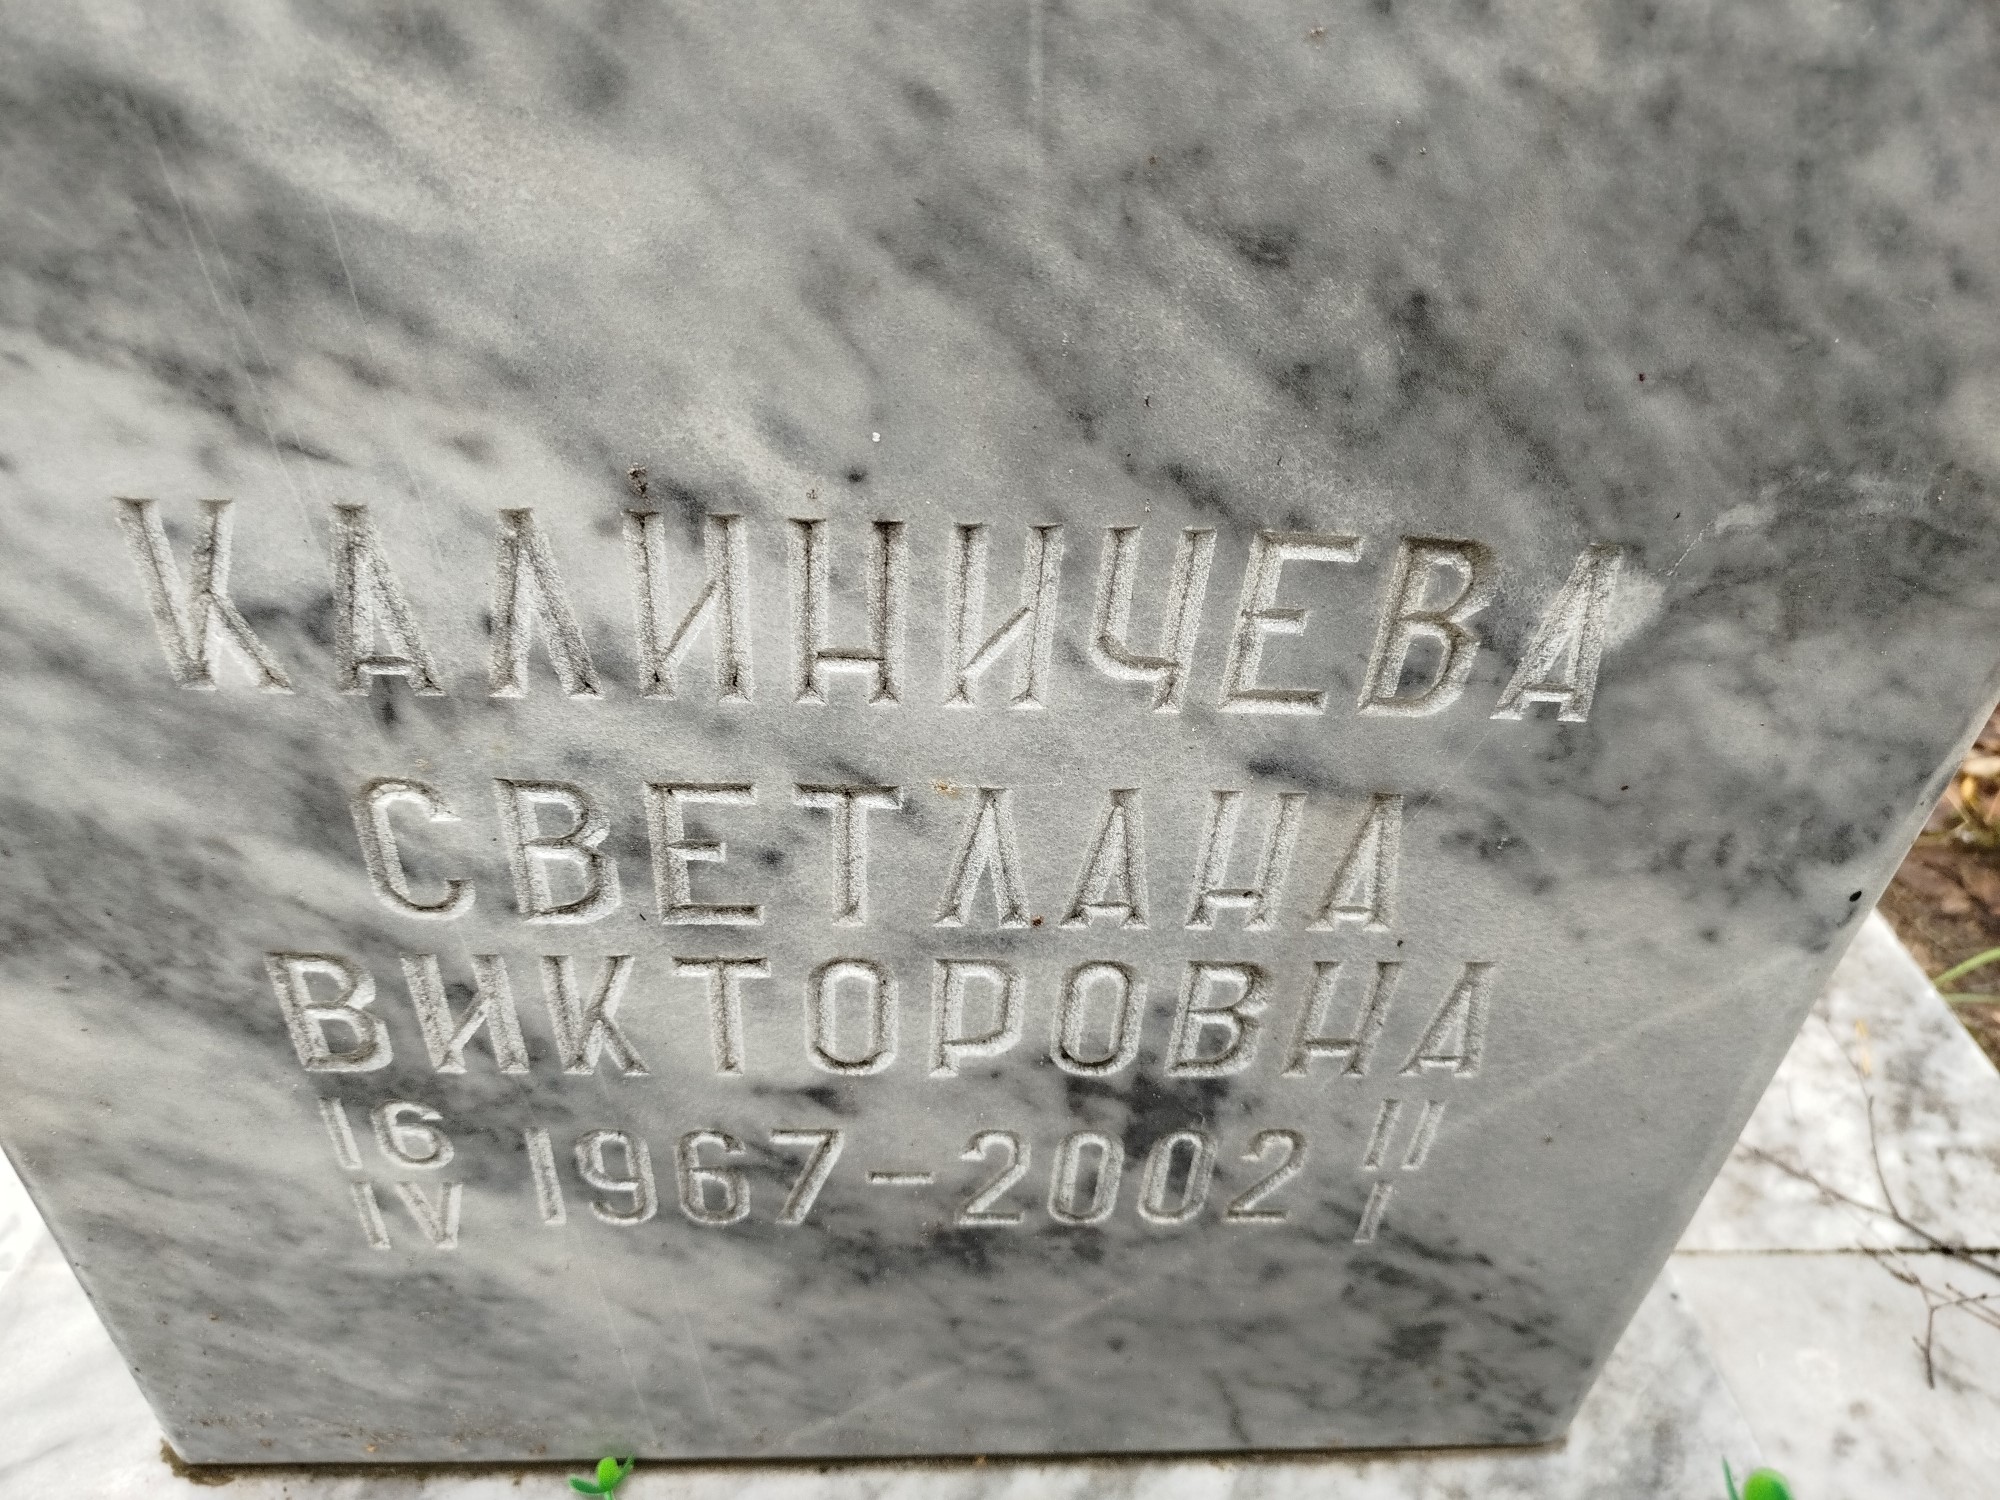 КАЛИНИЧЕВА
СВЕТЛАНА
ВИКТОРОВНА
16 IV 1967-2002 11 I